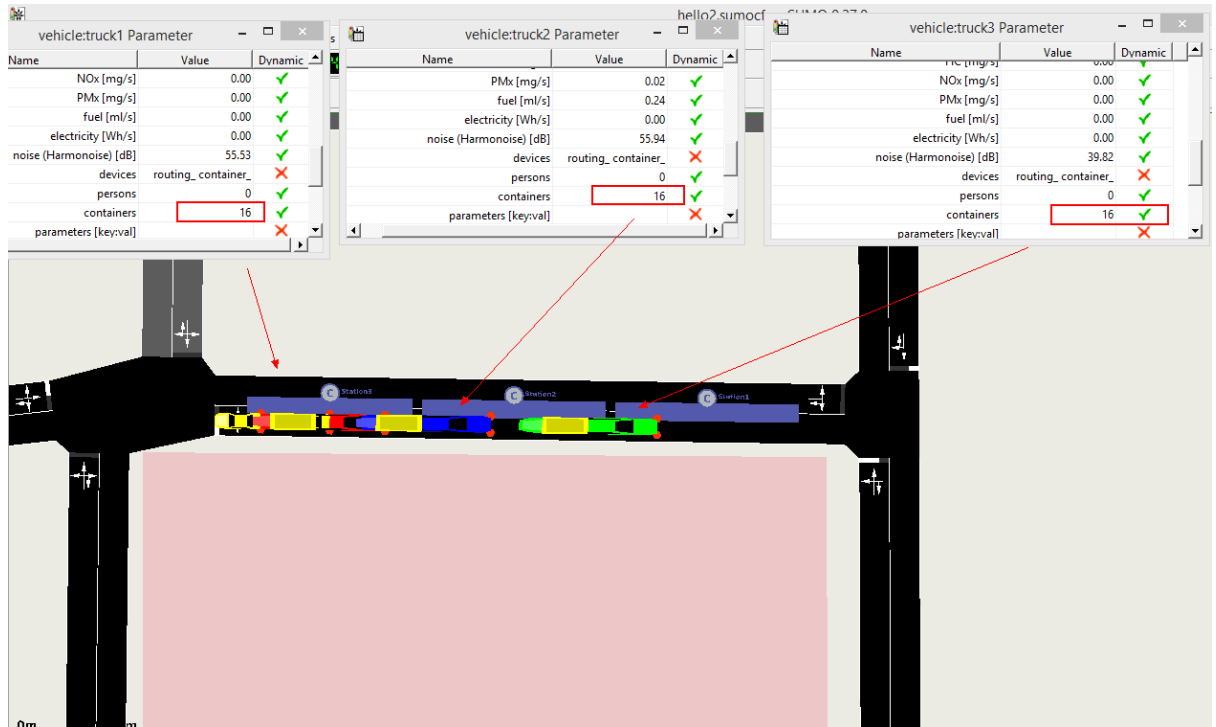 hello2.sumocf
vehicle:truck1 Parameter
Name Value Dynamic
NOx [mg/s] 0.00
PMx [mg/s] 0.00
fuel [ml/s] 0.00
electricity [Wh/s] 0.00
noise (Harmonoise) [dB] 55.53
devices routing_ container_
persons 0
containers 16
parameters [key:val]
vehicle:truck2 Parameter
Name Value Dynamic
PMx [mg/s] 0.02
fuel [ml/s] 0.24
electricity [Wh/s] 0.00
noise (Harmonoise) [dB] 55.94
devices routing_ container_
persons 0
containers 16
parameters [key:val]
vehicle:truck3 Parameter
Name Value Dynamic
HC [mg/s] 0.00
NOx [mg/s] 0.00
PMx [mg/s] 0.00
fuel [ml/s] 0.00
electricity [Wh/s] 0.00
noise (Harmonoise) [dB] 39.82
devices routing_ container_
persons 0
containers 16
parameters [key:val]
C Station3
C Station2
C Station1
0m